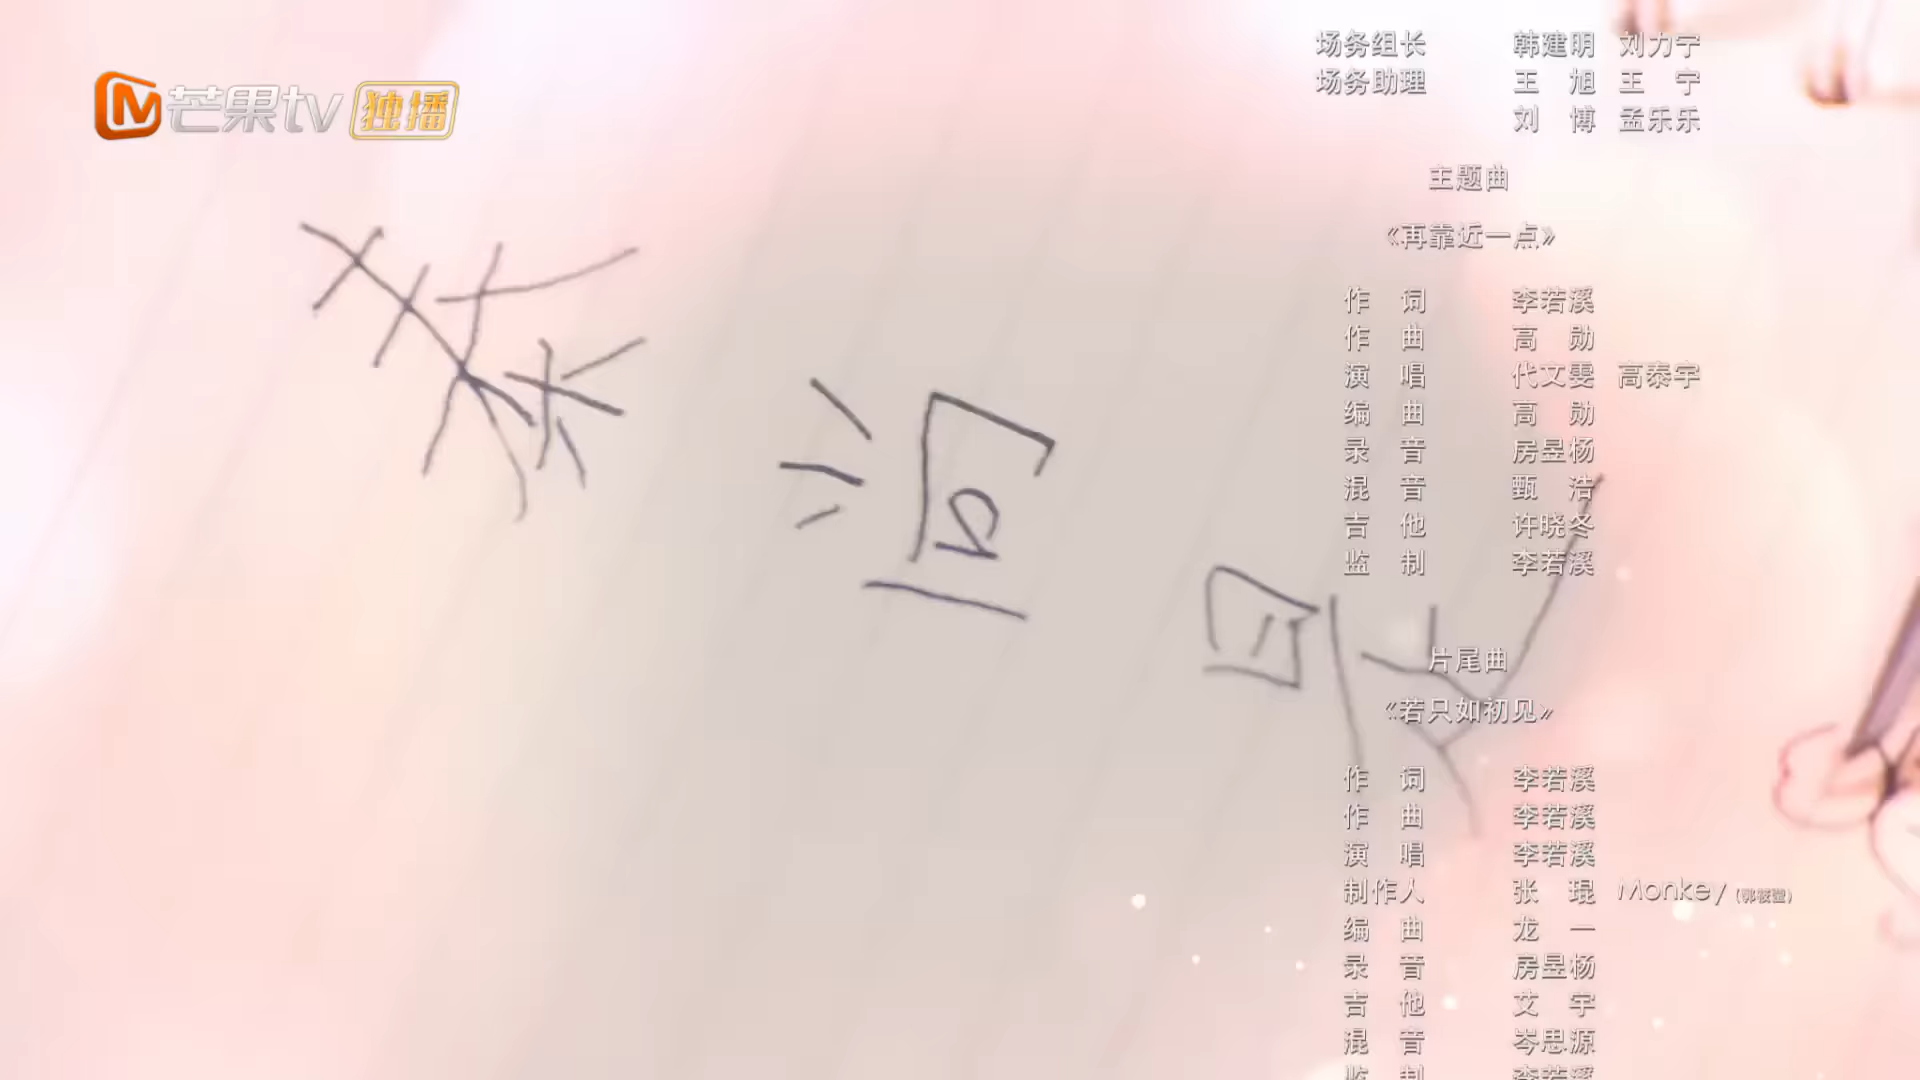 芒果tv 独播
场务组长 韩建明 刘力宁
场务助理 王旭 王宁
刘博 孟乐乐
主题曲
《再靠近一点》
作词 李若溪
作曲 高勋
演唱 代文雯 高泰宇
编曲 高勋
录音 房昱杨
混音 甄浩
吉他 许晓冬
监制 李若溪
片尾曲
《若只如初见》
作词 李若溪
作曲 李若溪
演唱 李若溪
制作人 张琨 Monkey
编曲 龙一
录音 房昱杨
吉他 艾宇
混音 岑思源
监制 李若溪